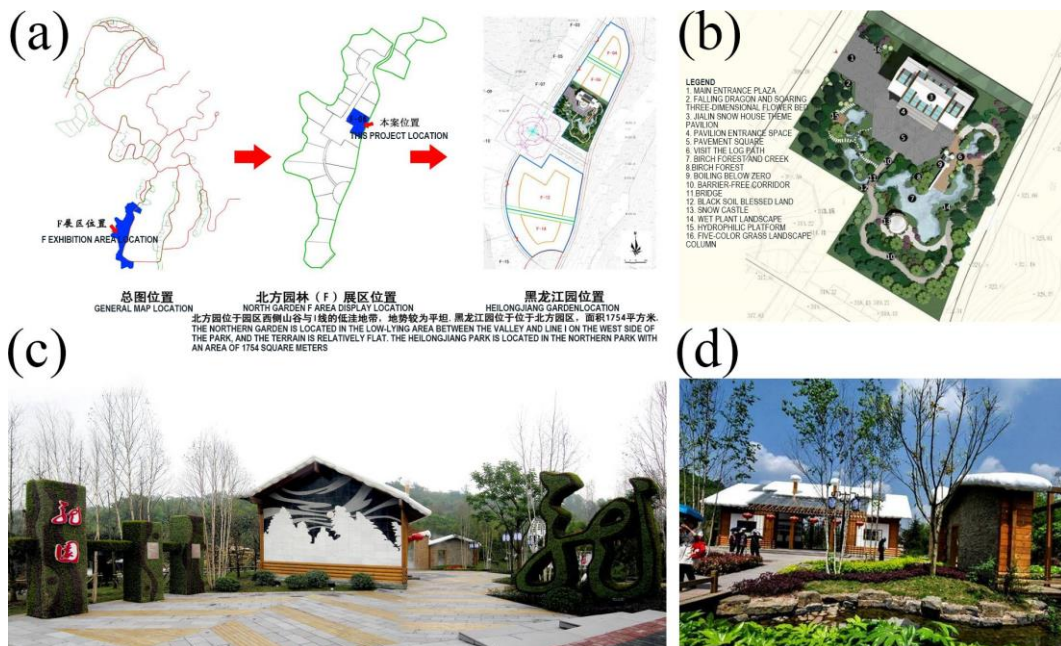 (a)
F-03
F-05
F-04
F-07
F-06
本案位置
THIS PROJECT LOCATION
F展区位置
F EXHIBITION AREA LOCATION
总图位置
GENERAL MAP LOCATION
北方园林（F）展区位置
NORTH GARDEN F AREA DISPLAY LOCATION
黑龙江园位置
HEILONGJIANG GARDENLOCATION
北方园位于园区西侧山谷与I线的低洼地带，地势较为平坦.黑龙江园位于位于北方园区，面积1754平方米.
THE NORTHERN GARDEN IS LOCATED IN THE LOW-LYING AREA BETWEEN THE VALLEY AND LINE I ON THE WEST SIDE OF
THE PARK, AND THE TERRAIN IS RELATIVELY FLAT. THE HEILONGJIANG PARK IS LOCATED IN THE NORTHERN PARK WITH
AN AREA OF 1754 SQUARE METERS
(b)
LEGEND
1. MAIN ENTRANCE PLAZA
2. FALLING DRAGON AND SOARING
THREE-DIMENSIONAL FLOWER BED
3. JIALIN SNOW HOUSE THEME
PAVILION
4. PAVILION ENTRANCE SPACE
5. PAVEMENT SQUARE
6. VISIT THE LOG PATH
7. BIRCH FOREST AND CREEK
8.BIRCH FOREST
9. BOILING BELOW ZERO
10. BARRIER-FREE CORRIDOR
11.BRIDGE
12. BLACK SOIL BLESSED LAND
13. SNOW CASTLE
14. WET PLANT LANDSCAPE
15. HYDROPHILIC PLATFORM
16. FIVE-COLOR GRASS LANDSCAPE
COLUMN
(c)
龙园
(d)